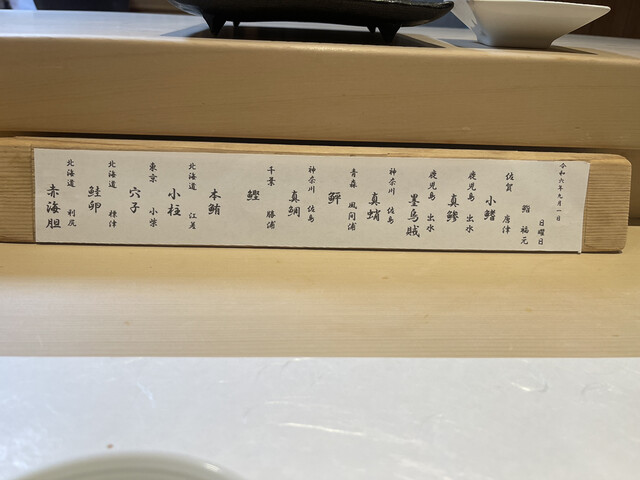 令和六年九月一日
日曜日
鮨 福元
佐賀 唐津
小鰭
鹿児島 出水
真鯵
鹿児島 出水
墨烏賊
神奈川 佐島
真蛸
青森 風間浦
鮃
神奈川 佐島
真鯛
千葉 勝浦
鰹
本鮪
北海道 江差
小柱
東京 小柴
穴子
北海道 標津
鮭卵
北海道 利尻
赤海胆